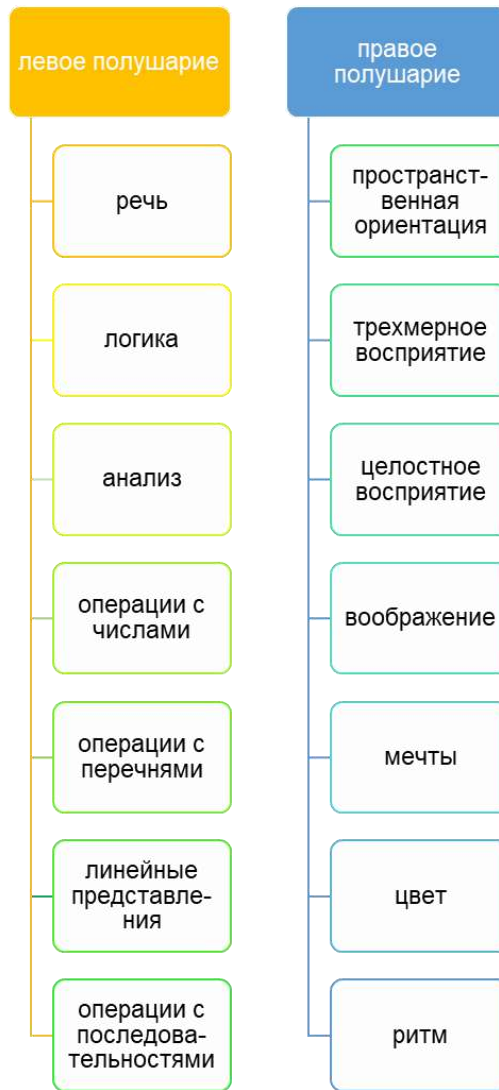 левое полушарие
речь
логика
анализ
операции с
числами
операции с
перечнями
линейные
представле-
ния
операции с
последова-
тельностями
правое
полушарие
пространст-
венная
ориентация
трехмерное
восприятие
целостное
восприятие
воображение
мечты
цвет
ритм